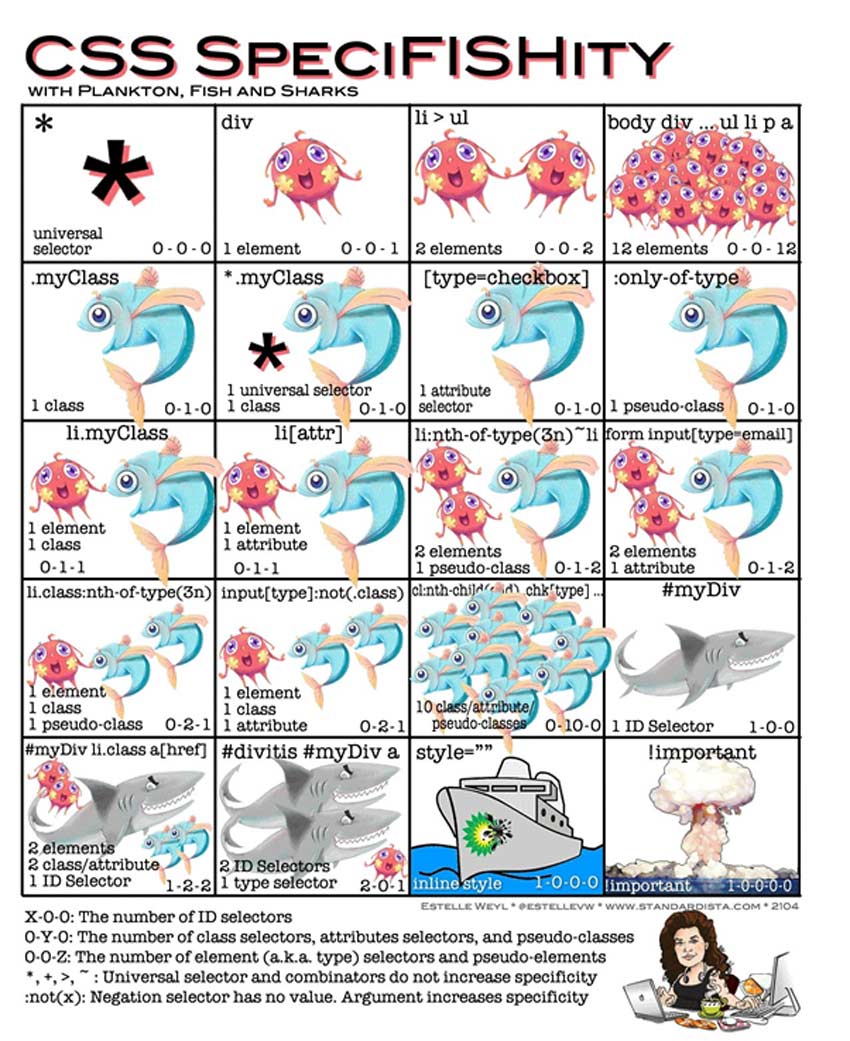 CSS SpeciFISHity
with Plankton, Fish and Sharks
*
*
universal
selector 0-0-0
div
1 element 0-0-1
li > ul
2 elements 0-0-2
body div ... ul li p a
12 elements 0-0-12
.myClass
1 class 0-1-0
*.myClass
*
1 universal selector
1 class 0-1-0
[type=checkbox]
1 attribute
selector 0-1-0
:only-of-type
1 pseudo-class 0-1-0
li.myClass
1 element
1 class
0-1-1
li[attr]
1 element
1 attribute
0-1-1
li:nth-of-type(3n)~li
2 elements
1 pseudo-class 0-1-2
form input[type=email]
2 elements
1 attribute 0-1-2
li.class:nth-of-type(3n)
1 element
1 class
1 pseudo-class 0-2-1
input[type]:not(.class)
1 element
1 class
1 attribute 0-2-1
.chk[type] ...
10 class/attribute/
pseudo-classes 0-10-0
#myDiv
1 ID Selector 1-0-0
#myDiv li.class a[href]
2 elements
2 class/attribute
1 ID Selector 1-2-2
#divitis #myDiv a
2 ID Selectors
1 type selector 2-0-1
style=""
inline style 1-0-0-0
!important
!important 1-0-0-0-0
Estelle Weyl * @estellevw * www.standardista.com * 2104
X-0-0: The number of ID selectors
0-Y-0: The number of class selectors, attributes selectors, and pseudo-classes
0-0-Z: The number of element (a.k.a. type) selectors and pseudo-elements
*, +, >, ~ : Universal selector and combinators do not increase specificity
:not(x): Negation selector has no value. Argument increases specificity